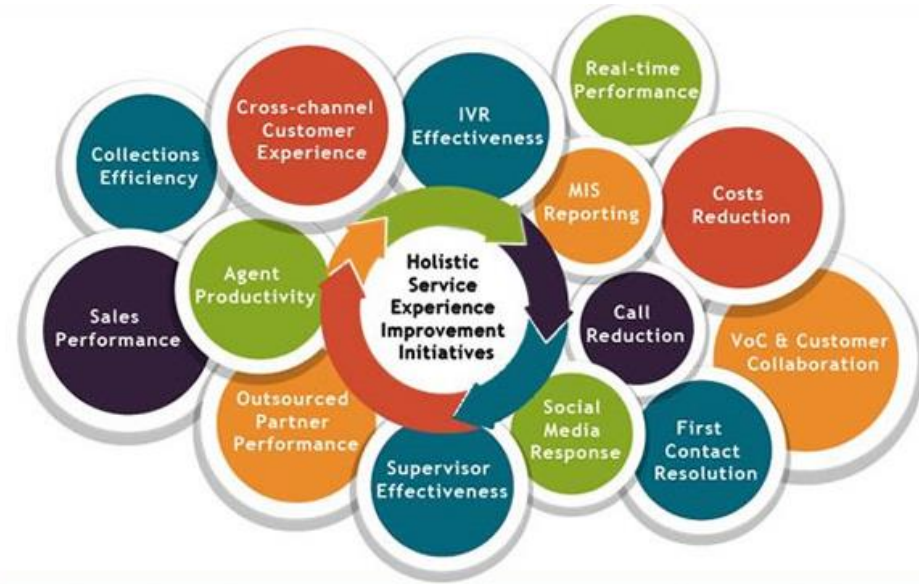 Real-time
Performance
Cross-channel
Customer
Experience
IVR
Effectiveness
Collections
Efficiency
MIS
Reporting
Costs
Reduction
Agent
Productivity
Holistic
Service
Experience
Improvement
Initiatives
Sales
Performance
Call
Reduction
VoC & Customer
Collaboration
Outsourced
Partner
Performance
Social
Media
Response
First
Contact
Resolution
Supervisor
Effectiveness